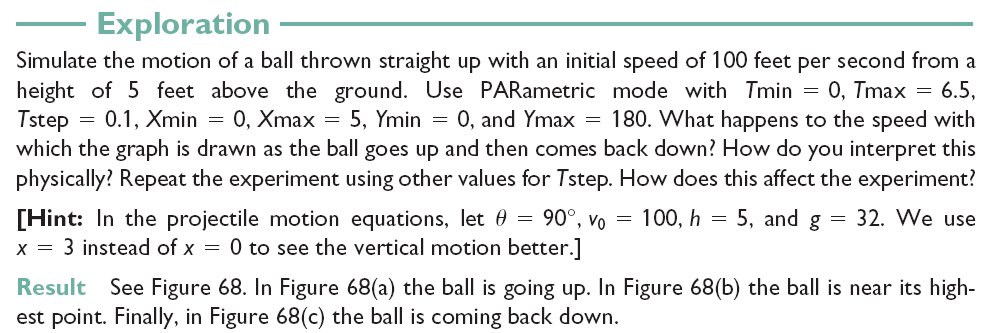 Exploration
Simulate the motion of a ball thrown straight up with an initial speed of 100 feet per second from a
height of 5 feet above the ground. Use PARametric mode with Tmin = 0, Tmax = 6.5,
Tstep = 0.1, Xmin = 0, Xmax = 5, Ymin = 0, and Ymax = 180. What happens to the speed with
which the graph is drawn as the ball goes up and then comes back down? How do you interpret this
physically? Repeat the experiment using other values for Tstep. How does this affect the experiment?
[Hint: In the projectile motion equations, let θ = 90°, v₀ = 100, h = 5, and g = 32. We use
x = 3 instead of x = 0 to see the vertical motion better.]
Result See Figure 68. In Figure 68(a) the ball is going up. In Figure 68(b) the ball is near its high-
est point. Finally, in Figure 68(c) the ball is coming back down.